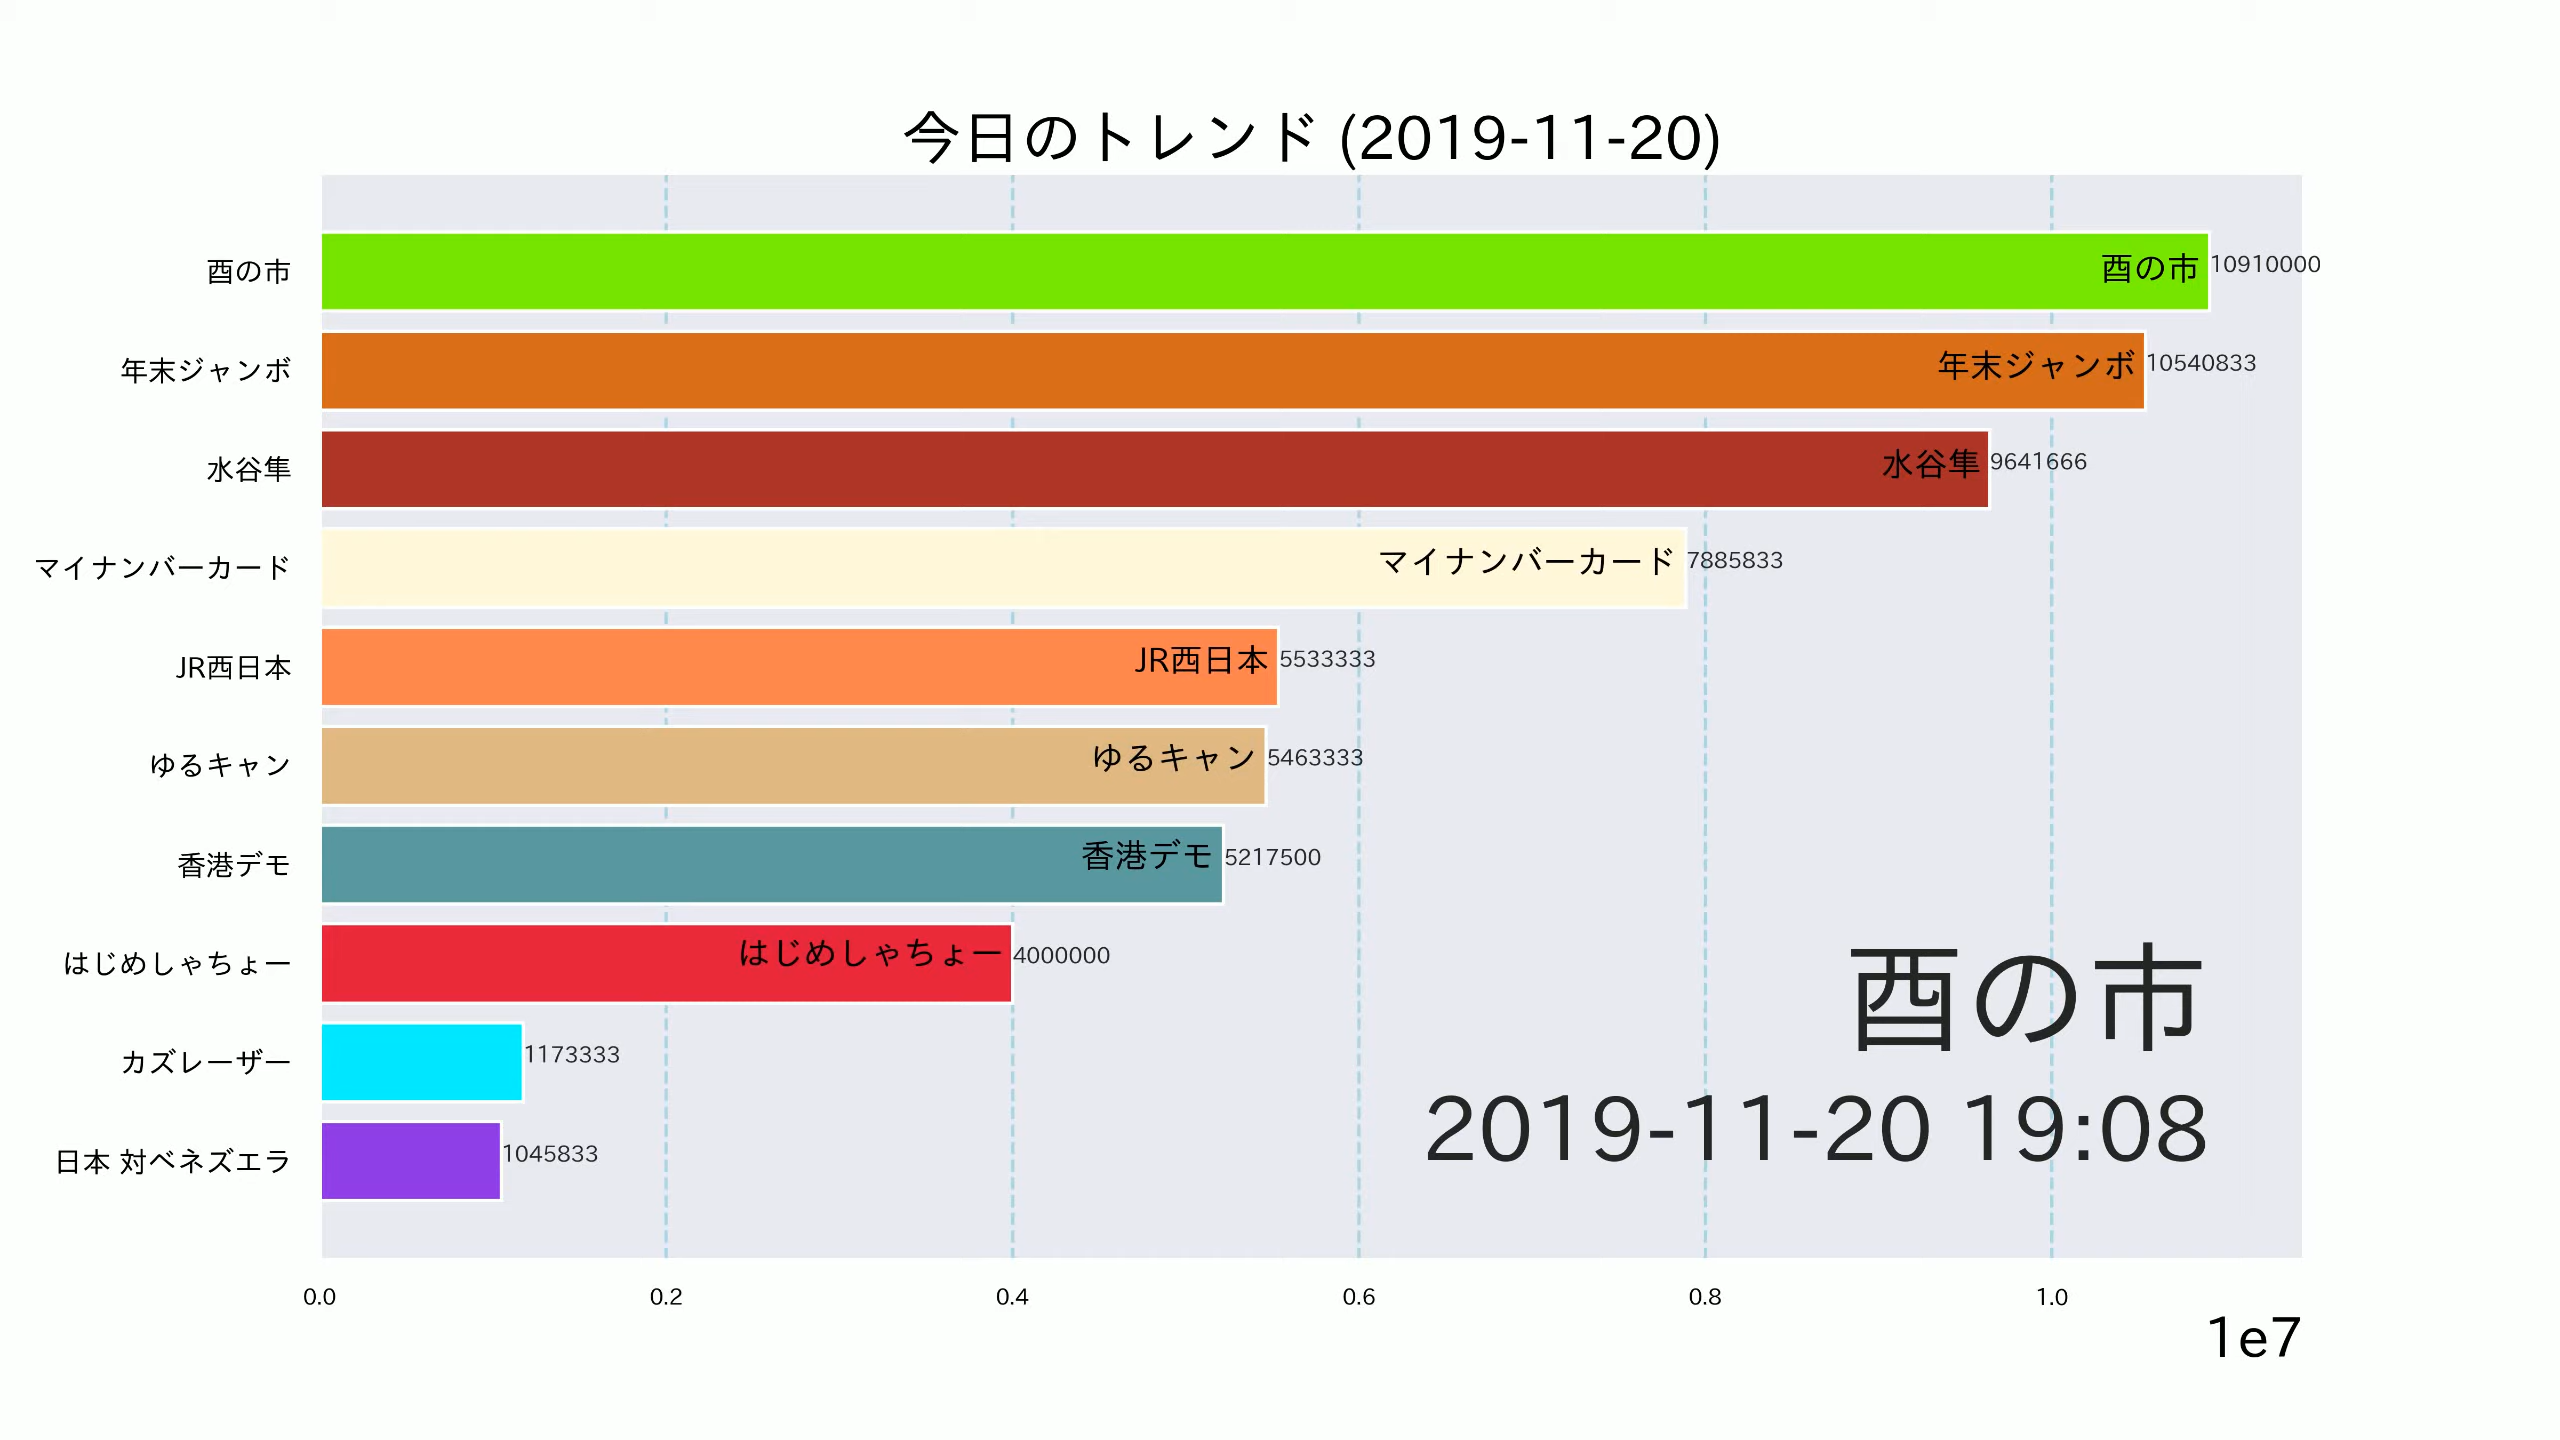 今日のトレンド (2019-11-20)
酉の市 酉の市 10910000
年末ジャンボ 年末ジャンボ 10540833
水谷隼 水谷隼 9641666
マイナンバーカード マイナンバーカード 7885833
JR西日本 JR西日本 5533333
ゆるキャン ゆるキャン 5463333
香港デモ 香港デモ 5217500
はじめしゃちょー はじめしゃちょー 4000000
カズレーザー 1173333
日本 対ベネズエラ 1045833
酉の市
2019-11-20 19:08
0.0 0.2 0.4 0.6 0.8 1.0
1e7